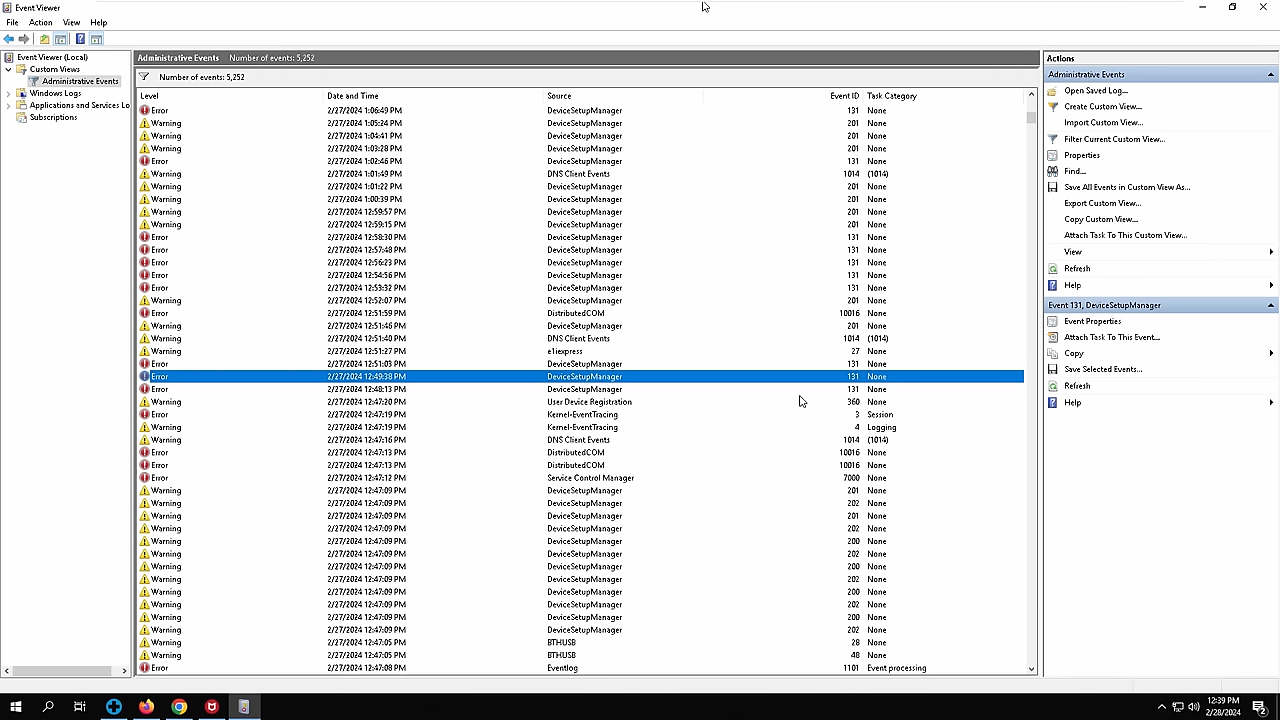 Event Viewer
File Action View Help
Event Viewer (Local)
Custom Views
Administrative Events
Windows Logs
Applications and Services Lo
Subscriptions
Administrative Events Number of events: 5,252
Number of events: 5,252
Level Date and Time Source Event ID Task Category
Error 2/27/2024 1:06:49 PM DeviceSetupManager 131 None
Warning 2/27/2024 1:05:24 PM DeviceSetupManager 201 None
Warning 2/27/2024 1:04:41 PM DeviceSetupManager 201 None
Warning 2/27/2024 1:03:28 PM DeviceSetupManager 201 None
Error 2/27/2024 1:02:46 PM DeviceSetupManager 131 None
Warning 2/27/2024 1:01:49 PM DNS Client Events 1014 (1014)
Warning 2/27/2024 1:01:22 PM DeviceSetupManager 201 None
Warning 2/27/2024 1:00:39 PM DeviceSetupManager 201 None
Warning 2/27/2024 12:59:57 PM DeviceSetupManager 201 None
Warning 2/27/2024 12:59:15 PM DeviceSetupManager 201 None
Error 2/27/2024 12:58:30 PM DeviceSetupManager 131 None
Error 2/27/2024 12:57:48 PM DeviceSetupManager 131 None
Error 2/27/2024 12:56:23 PM DeviceSetupManager 131 None
Error 2/27/2024 12:54:56 PM DeviceSetupManager 131 None
Error 2/27/2024 12:53:32 PM DeviceSetupManager 131 None
Warning 2/27/2024 12:52:07 PM DeviceSetupManager 201 None
Error 2/27/2024 12:51:59 PM DistributedCOM 10016 None
Warning 2/27/2024 12:51:46 PM DeviceSetupManager 201 None
Warning 2/27/2024 12:51:40 PM DNS Client Events 1014 (1014)
Warning 2/27/2024 12:51:27 PM e1iexpress 27 None
Error 2/27/2024 12:51:03 PM DeviceSetupManager 131 None
Error 2/27/2024 12:49:38 PM DeviceSetupManager 131 None
Error 2/27/2024 12:48:13 PM DeviceSetupManager 131 None
Warning 2/27/2024 12:47:20 PM User Device Registration 360 None
Error 2/27/2024 12:47:19 PM Kernel-EventTracing 3 Session
Warning 2/27/2024 12:47:19 PM Kernel-EventTracing 4 Logging
Warning 2/27/2024 12:47:16 PM DNS Client Events 1014 (1014)
Error 2/27/2024 12:47:13 PM DistributedCOM 10016 None
Error 2/27/2024 12:47:13 PM DistributedCOM 10016 None
Error 2/27/2024 12:47:12 PM Service Control Manager 7000 None
Warning 2/27/2024 12:47:09 PM DeviceSetupManager 201 None
Warning 2/27/2024 12:47:09 PM DeviceSetupManager 202 None
Warning 2/27/2024 12:47:09 PM DeviceSetupManager 201 None
Warning 2/27/2024 12:47:09 PM DeviceSetupManager 202 None
Warning 2/27/2024 12:47:09 PM DeviceSetupManager 200 None
Warning 2/27/2024 12:47:09 PM DeviceSetupManager 202 None
Warning 2/27/2024 12:47:09 PM DeviceSetupManager 200 None
Warning 2/27/2024 12:47:09 PM DeviceSetupManager 202 None
Warning 2/27/2024 12:47:09 PM DeviceSetupManager 200 None
Warning 2/27/2024 12:47:09 PM DeviceSetupManager 202 None
Warning 2/27/2024 12:47:09 PM DeviceSetupManager 200 None
Warning 2/27/2024 12:47:09 PM DeviceSetupManager 202 None
Warning 2/27/2024 12:47:05 PM BTHUSB 28 None
Warning 2/27/2024 12:47:05 PM BTHUSB 48 None
Error 2/27/2024 12:47:08 PM Eventlog 1101 Event processing
Actions
Administrative Events
Open Saved Log...
Create Custom View...
Import Custom View...
Filter Current Custom View...
Properties
Find...
Save All Events in Custom View As...
Export Custom View...
Copy Custom View...
Attach Task To This Custom View...
View
Refresh
Help
Event 131, DeviceSetupManager
Event Properties
Attach Task To This Event...
Copy
Save Selected Events...
Refresh
Help
12:39 PM
2/28/2024
2